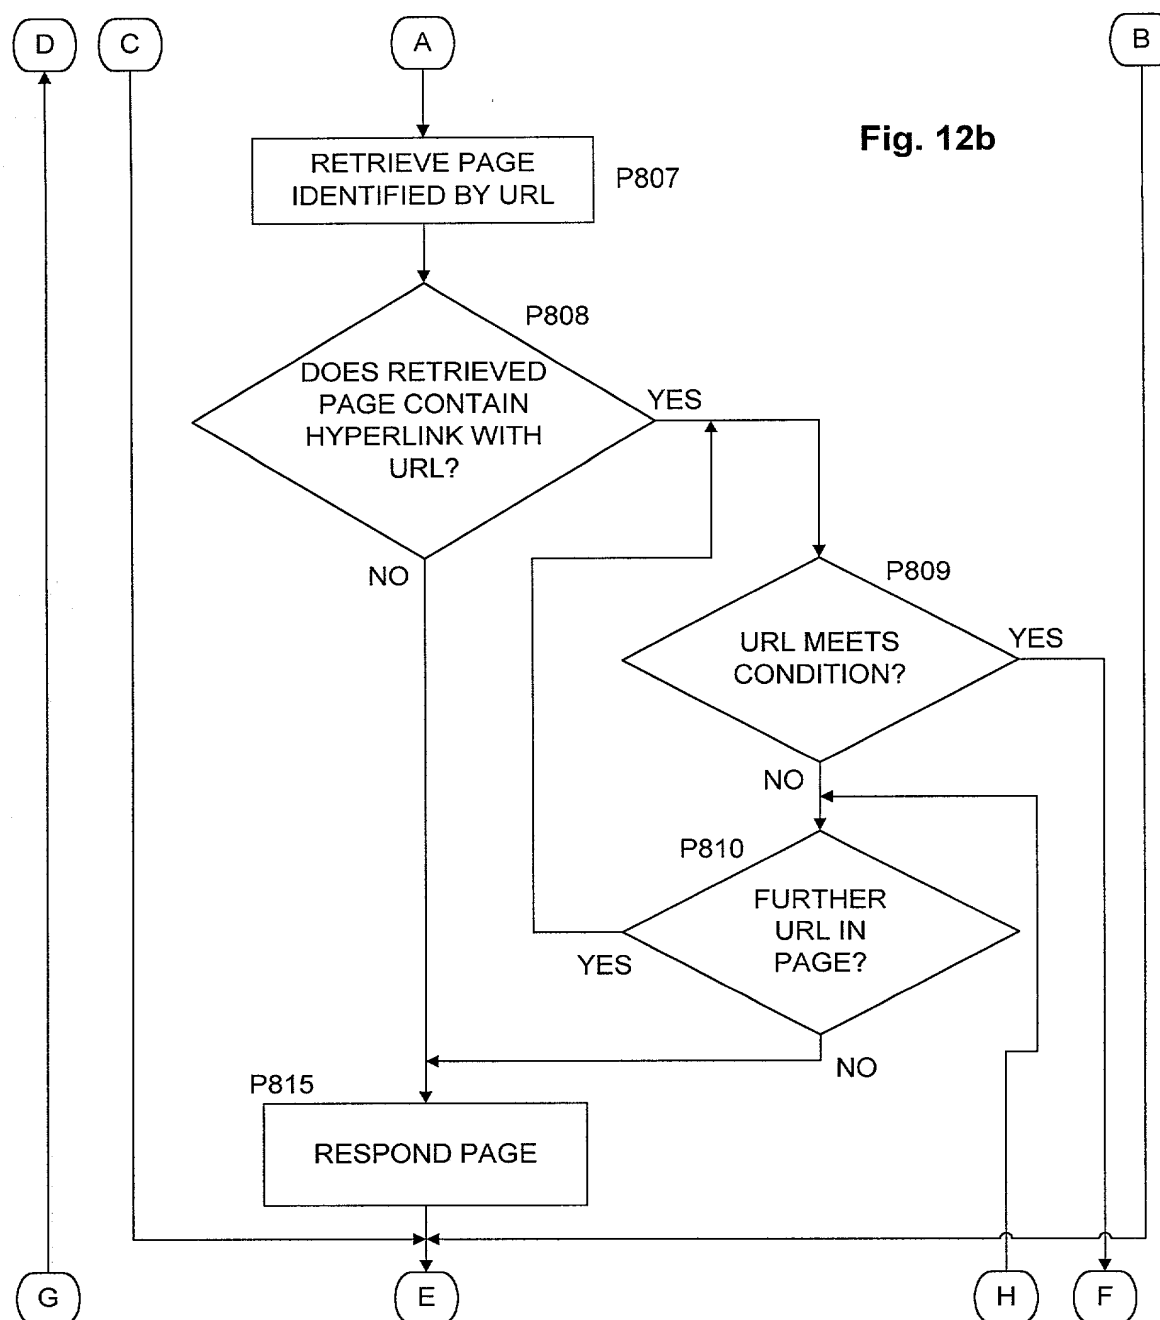 D
C
A
B
Fig. 12b
RETRIEVE PAGE
IDENTIFIED BY URL
P807
P808
DOES RETRIEVED
PAGE CONTAIN
HYPERLINK WITH
URL?
YES
NO
P809
URL MEETS
CONDITION?
YES
NO
P810
FURTHER
URL IN
PAGE?
YES
NO
P815
RESPOND PAGE
G
E
H
F